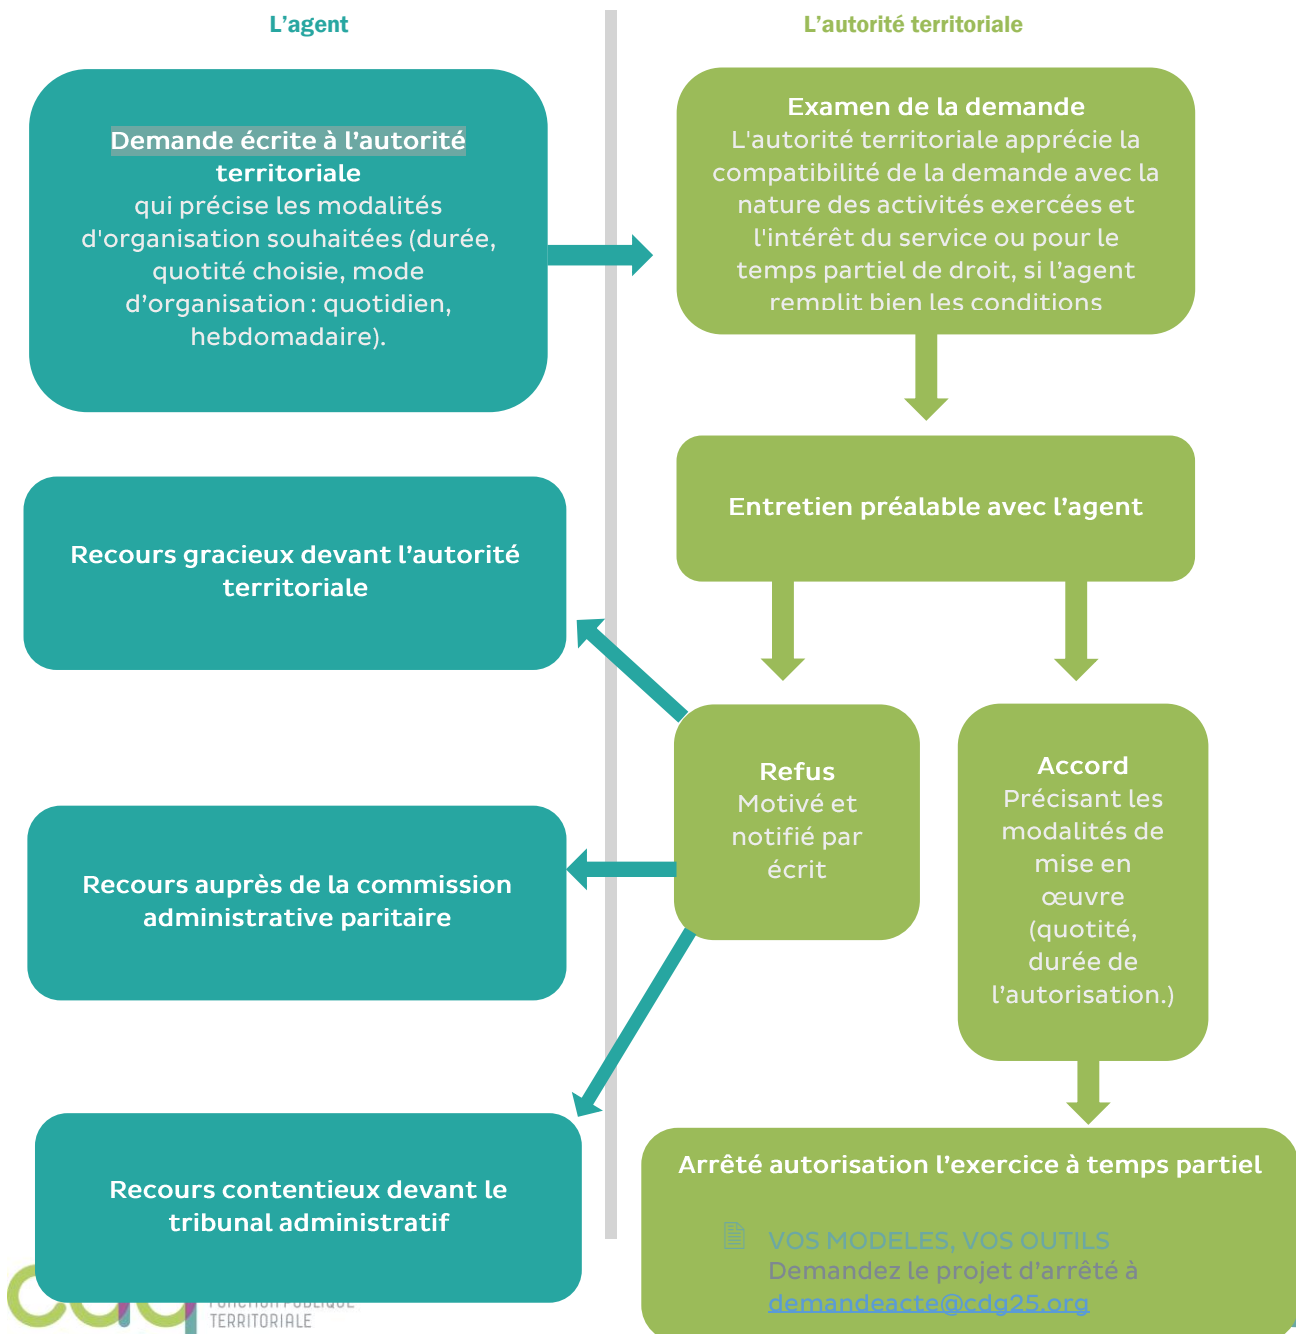 L'agent
L'autorité territoriale
Demande écrite à l'autorité
territoriale
qui précise les modalités
d'organisation souhaitées (durée,
quotité choisie, mode
d'organisation : quotidien,
hebdomadaire).
Examen de la demande
L'autorité territoriale apprécie la
compatibilité de la demande avec la
nature des activités exercées et
l'intérêt du service ou pour le
temps partiel de droit, si l'agent
remplit bien les conditions
Entretien préalable avec l'agent
Recours gracieux devant l'autorité
territoriale
Refus
Motivé et
notifié par
écrit
Accord
Précisant les
modalités de
mise en
œuvre
(quotité,
durée de
l'autorisation.)
Recours auprès de la commission
administrative paritaire
Recours contentieux devant le
tribunal administratif
Arrêté autorisation l'exercice à temps partiel
VOS MODELES, VOS OUTILS
Demandez le projet d'arrêté à
demandeacte@cdg25.org
cdg
FONCTION PUBLIQUE
TERRITORIALE